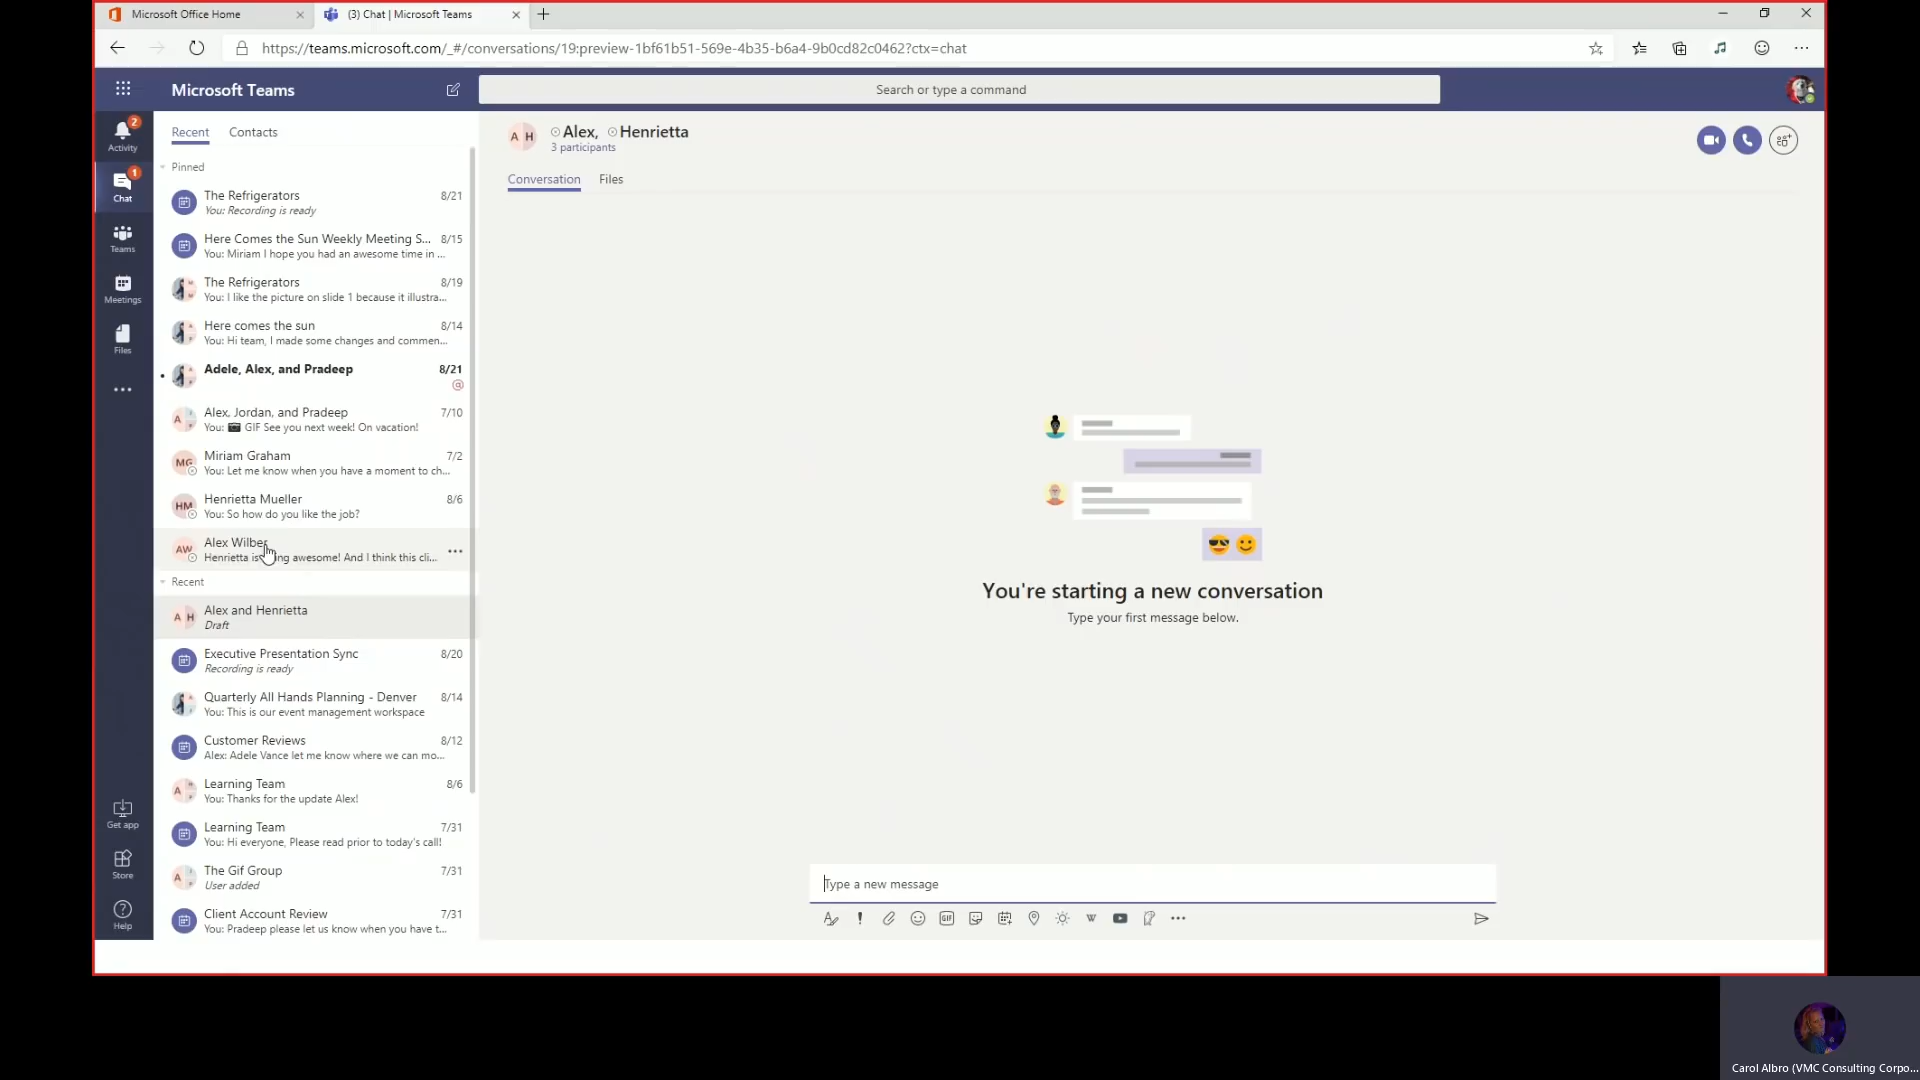 Microsoft Office Home
(3) Chat | Microsoft Teams
https://teams.microsoft.com/_#/conversations/19:preview-1bf61b51-569e-4b35-b6a4-9b0cd82c0462?ctx=chat
Microsoft Teams
Search or type a command
2
Activity
1
Chat
Teams
Meetings
Files
Get app
Store
Help
Recent Contacts
Pinned
The Refrigerators 8/21
You: Recording is ready
Here Comes the Sun Weekly Meeting S... 8/15
You: Miriam I hope you had an awesome time in ...
The Refrigerators 8/19
You: I like the picture on slide 1 because it illustra...
Here comes the sun 8/14
You: Hi team, I made some changes and commen...
Adele, Alex, and Pradeep 8/21
@
A
Alex, Jordan, and Pradeep 7/10
You: GIF See you next week! On vacation!
MG
Miriam Graham 7/2
You: Let me know when you have a moment to ch...
HM
Henrietta Mueller 8/6
You: So how do you like the job?
AW
Alex Wilber
Henrietta is awesome! And I think this cli...
Recent
A H
Alex and Henrietta
Draft
Executive Presentation Sync 8/20
Recording is ready
Quarterly All Hands Planning - Denver 8/14
You: This is our event management workspace
Customer Reviews 8/12
Alex: Adele Vance let me know where we can mo...
A
Learning Team 8/6
You: Thanks for the update Alex!
Learning Team 7/31
You: Hi everyone, Please read prior to today's call!
A
The Gif Group 7/31
User added
Client Account Review 7/31
You: Pradeep please let us know when you have t...
A H
Alex, Henrietta
3 participants
Conversation Files
You're starting a new conversation
Type your first message below.
Type a new message
GIF
W
Carol Albro (VMC Consulting Corpo...